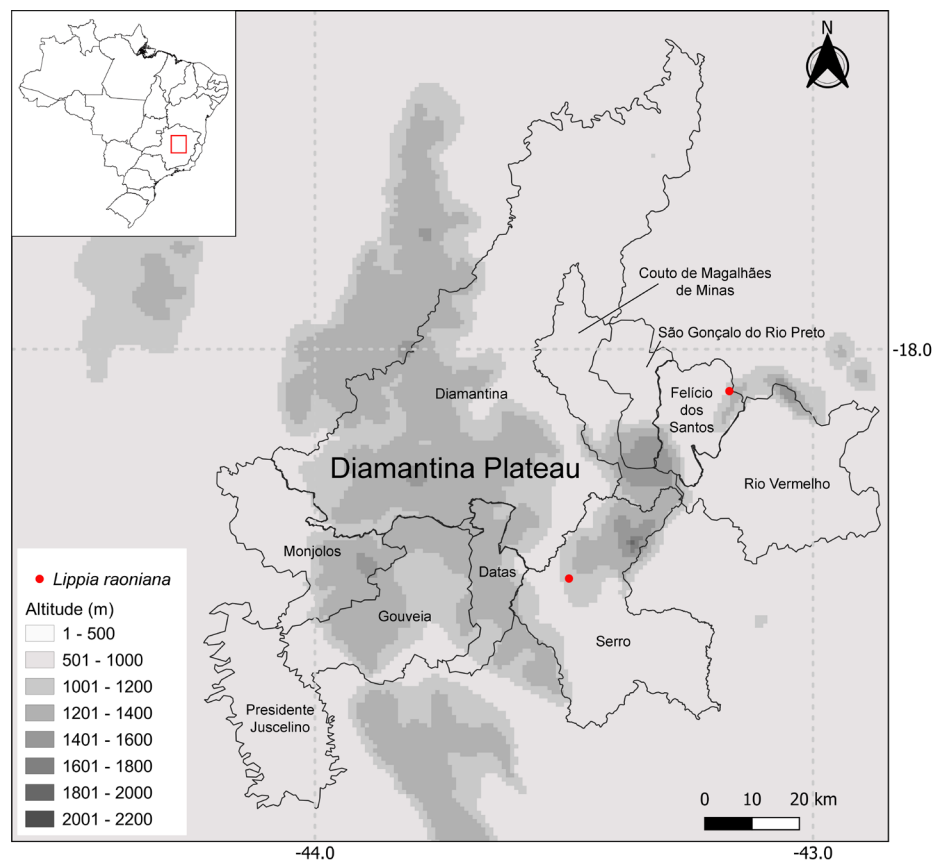 N
Couto de Magalhães
de Minas
São Gonçalo do Rio Preto
-18.0
Diamantina
Felício
dos
Santos
Diamantina Plateau
Rio Vermelho
Monjolos
Datas
Gouveia
Serro
Presidente
Juscelino
Lippia raoniana
Altitude (m)
1 - 500
501 - 1000
1001 - 1200
1201 - 1400
1401 - 1600
1601 - 1800
1801 - 2000
2001 - 2200
0 10 20 km
-44.0
-43.0